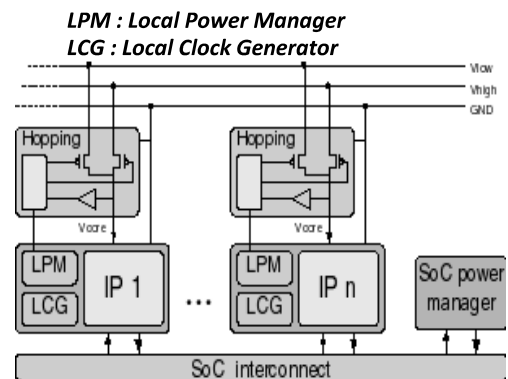 LPM : Local Power Manager
LCG : Local Clock Generator
Vlow
Vhigh
GND
Hopping
Hopping
Vcore
Vcore
LPM
LCG
IP 1
...
LPM
LCG
IP n
SoC power
manager
SoC interconnect